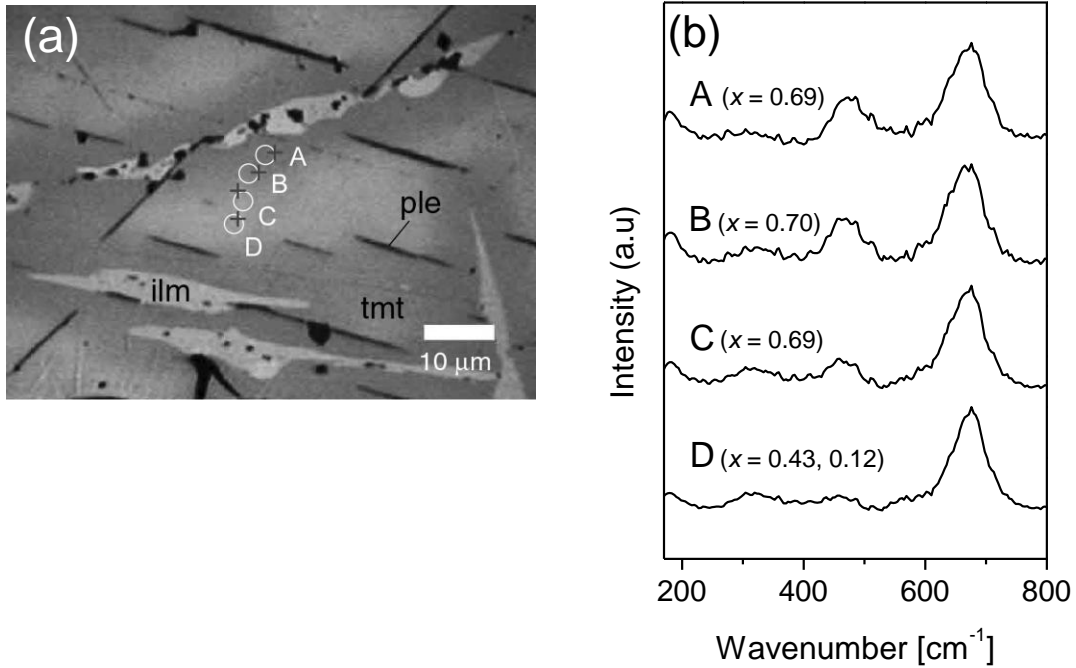 (a)
A
B
C
D
ple
ilm
tmt
10 μm
(b)
A (x = 0.69)
B (x = 0.70)
C (x = 0.69)
D (x = 0.43, 0.12)
Intensity (a.u)
200 400 600 800
Wavenumber [cm⁻¹]